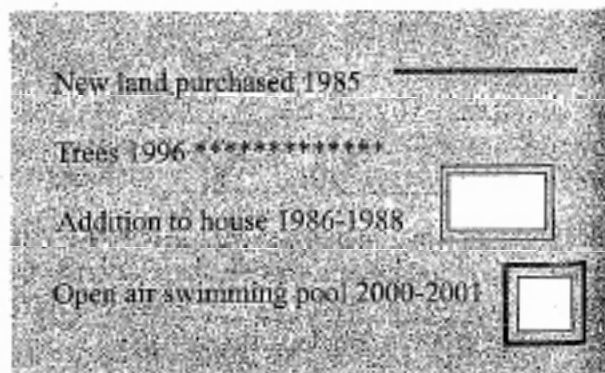 New land purchased 1985
Trees 1996 *************
Addition to house 1986-1988
Open air swimming pool 2000-2001